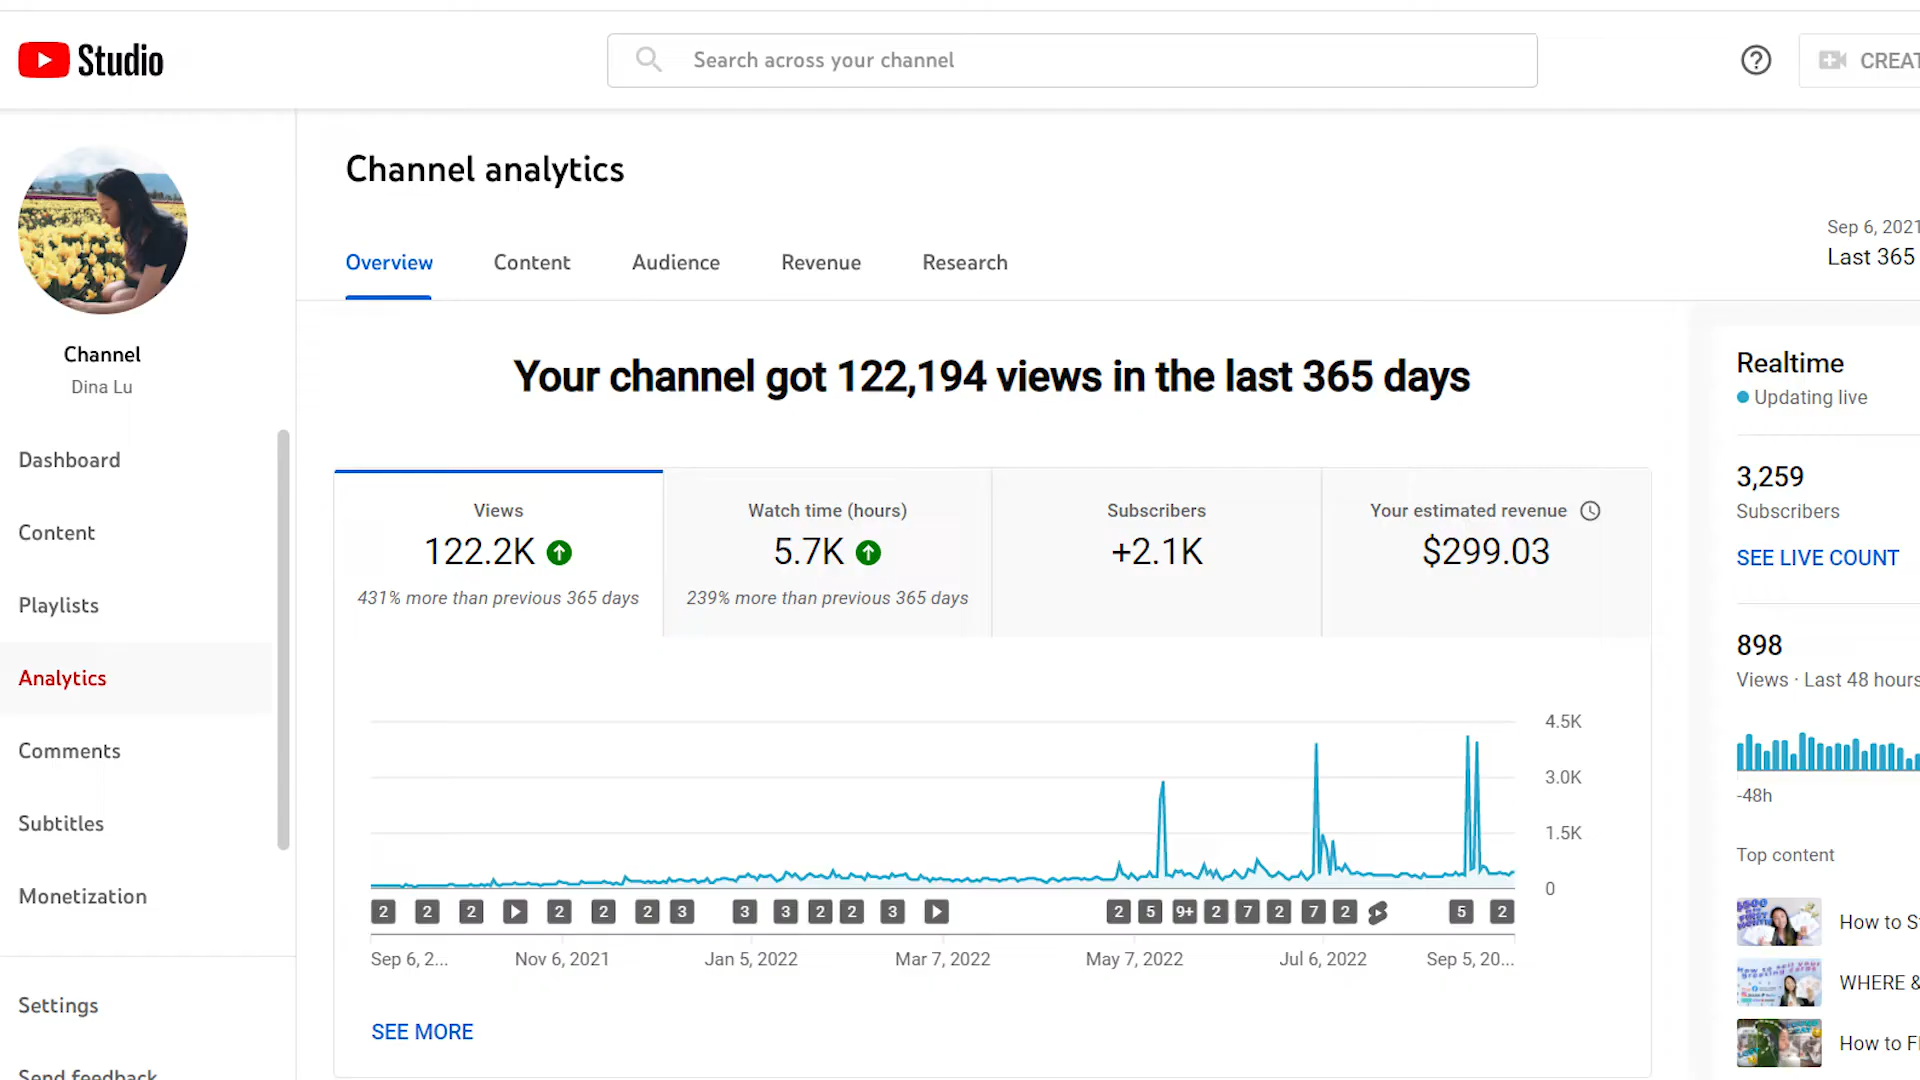 Studio
Search across your channel
CREAT
Channel analytics
Sep 6, 2021
Last 365
Overview Content Audience Revenue Research
Channel
Dina Lu
Dashboard
Content
Playlists
Analytics
Comments
Subtitles
Monetization
Settings
Send feedback
Your channel got 122,194 views in the last 365 days
Views
122.2K
431% more than previous 365 days
Watch time (hours)
5.7K
239% more than previous 365 days
Subscribers
+2.1K
Your estimated revenue
$299.03
4.5K
3.0K
1.5K
0
2 2 2 2 2 2 3 3 3 2 2 3 2 5 9+ 2 7 2 7 2 5 2
Sep 6, 2... Nov 6, 2021 Jan 5, 2022 Mar 7, 2022 May 7, 2022 Jul 6, 2022 Sep 5, 20...
SEE MORE
Realtime
Updating live
3,259
Subscribers
SEE LIVE COUNT
898
Views · Last 48 hours
-48h
Top content
How to S
WHERE &
How to F